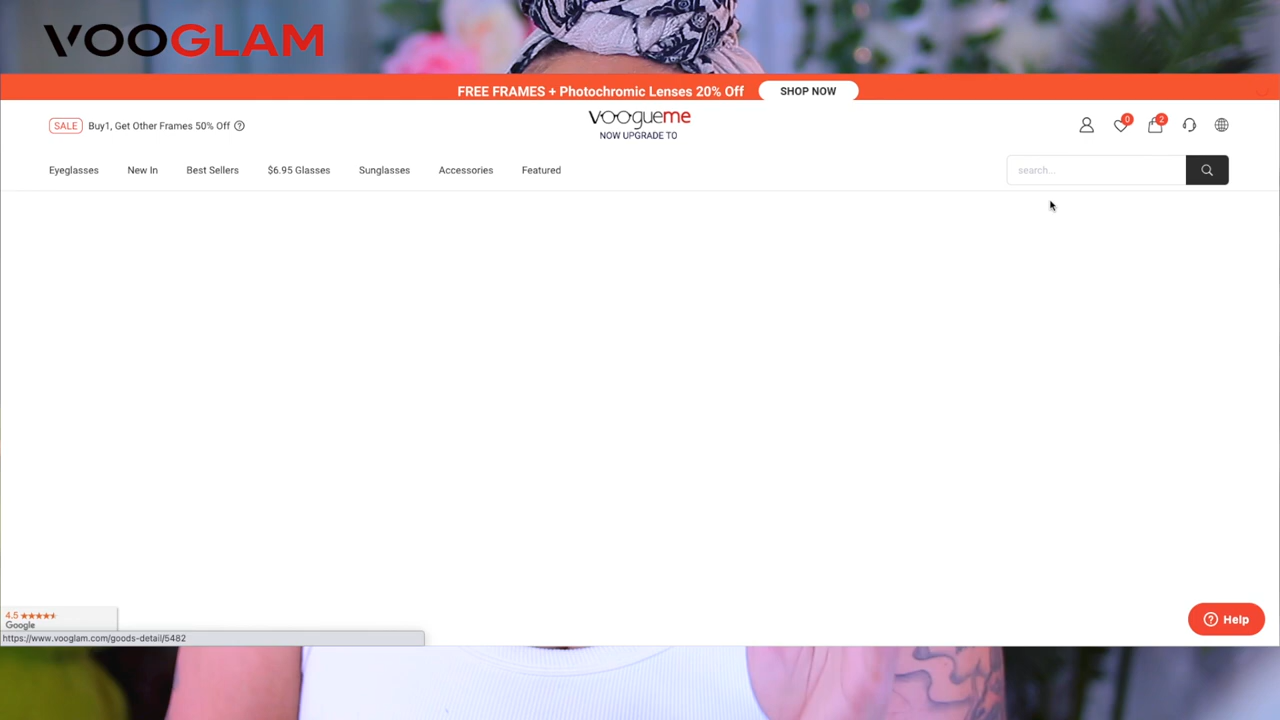 VOOGLAM
FREE FRAMES + Photochromic Lenses 20% Off SHOP NOW
SALE Buy1, Get Other Frames 50% Off ?
voogueme
NOW UPGRADE TO
0
2
Eyeglasses New In Best Sellers $6.95 Glasses Sunglasses Accessories Featured
search...
4.5
Google
https://www.vooglam.com/goods-detail/5482
? Help